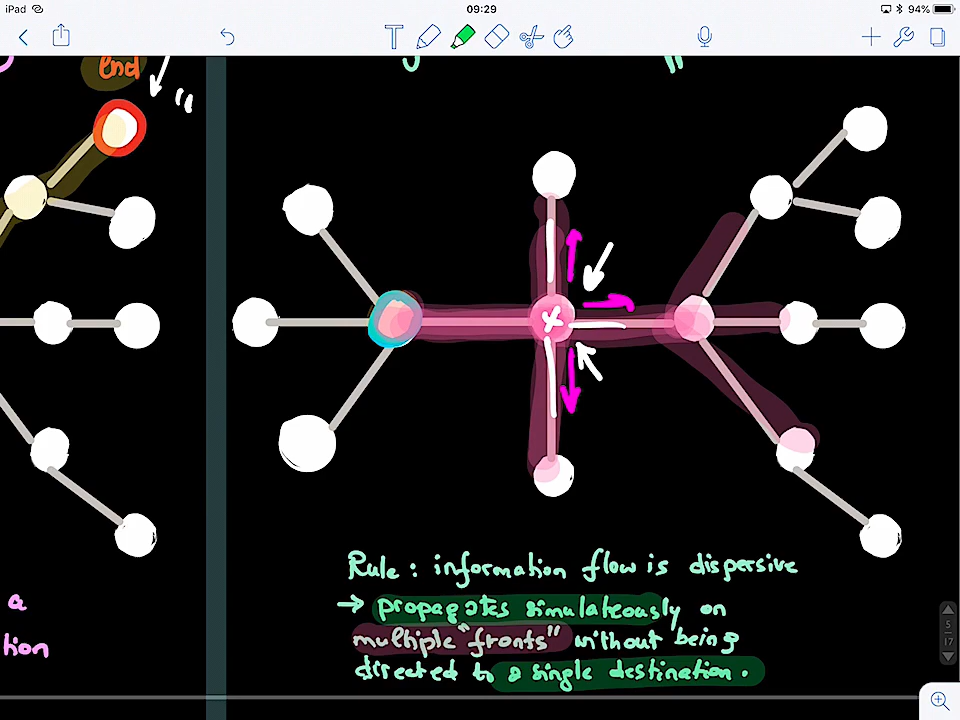 iPad
09:29
94%
T
end
"
"
x
Rule : information flow is dispersive
→ propagates simulateously on
multiple "fronts" without being
directed to a single destination .
a
tion
5
17